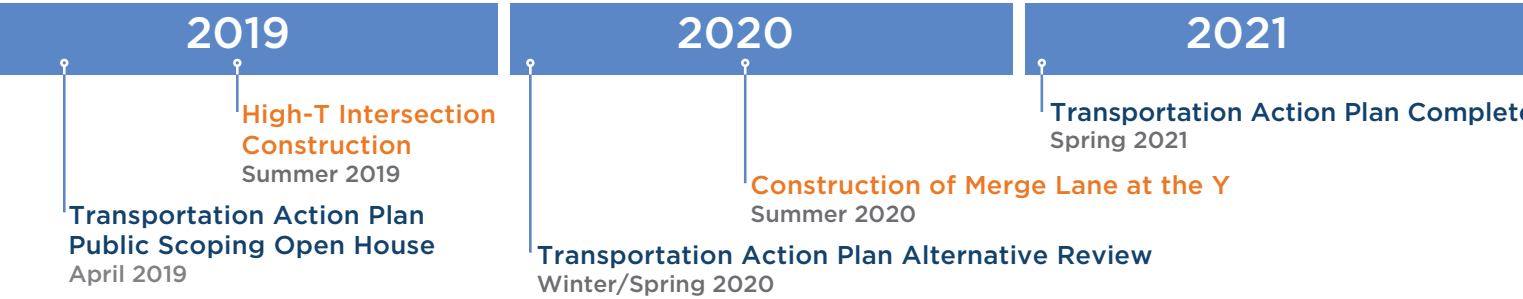 2019
2020
2021
High-T Intersection
Construction
Summer 2019
Transportation Action Plan
Public Scoping Open House
April 2019
Construction of Merge Lane at the Y
Summer 2020
Transportation Action Plan Alternative Review
Winter/Spring 2020
Transportation Action Plan Complete
Spring 2021